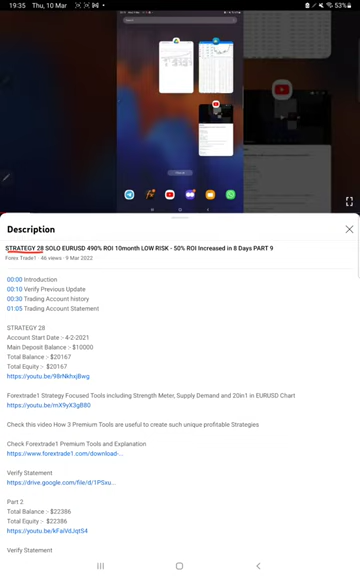 19:35 Thu, 10 Mar
53%
Description
STRATEGY 28 SOLO EURUSD 490% ROI 10month LOW RISK - 50% ROI Increased in 8 Days PART 9
Forex Trade1 · 46 views · 9 Mar 2022
00:00 Introduction
00:10 Verify Previous Update
00:30 Trading Account history
01:05 Trading Account Statement
STRATEGY 28
Account Start Date :- 4-2-2021
Main Deposit Balance :- $10000
Total Balance :- $20167
Total Equity :- $20167
https://youtu.be/98rNkhxjBwg
Forextrade1 Strategy Focused Tools including Strength Meter, Supply Demand and 20in1 in EURUSD Chart
https://youtu.be/mX9yX3gB80
Check this video How 3 Premium Tools are useful to create such unique profitable Strategies
Check Forextrade1 Premium Tools and Explanation
https://www.forextrade1.com/download-...
Verify Statement
https://drive.google.com/file/d/1PSxu...
Part 2
Total Balance :- $22386
Total Equity :- $22386
https://youtu.be/kFaiVdJqtS4
Verify Statement